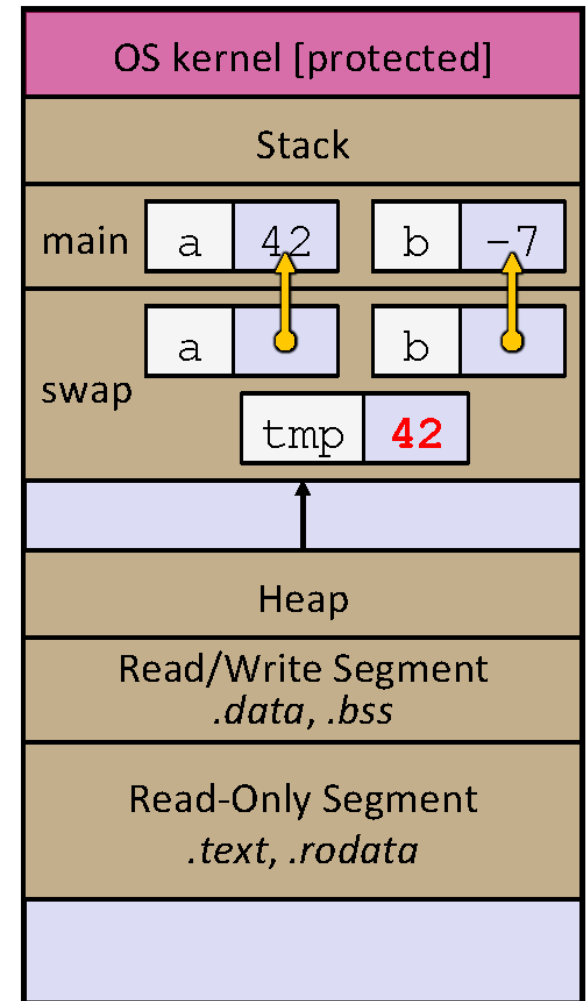 OS kernel [protected]
Stack
main a 42 b -7
a b
swap
tmp 42
Heap
Read/Write Segment
.data, .bss
Read-Only Segment
.text, .rodata